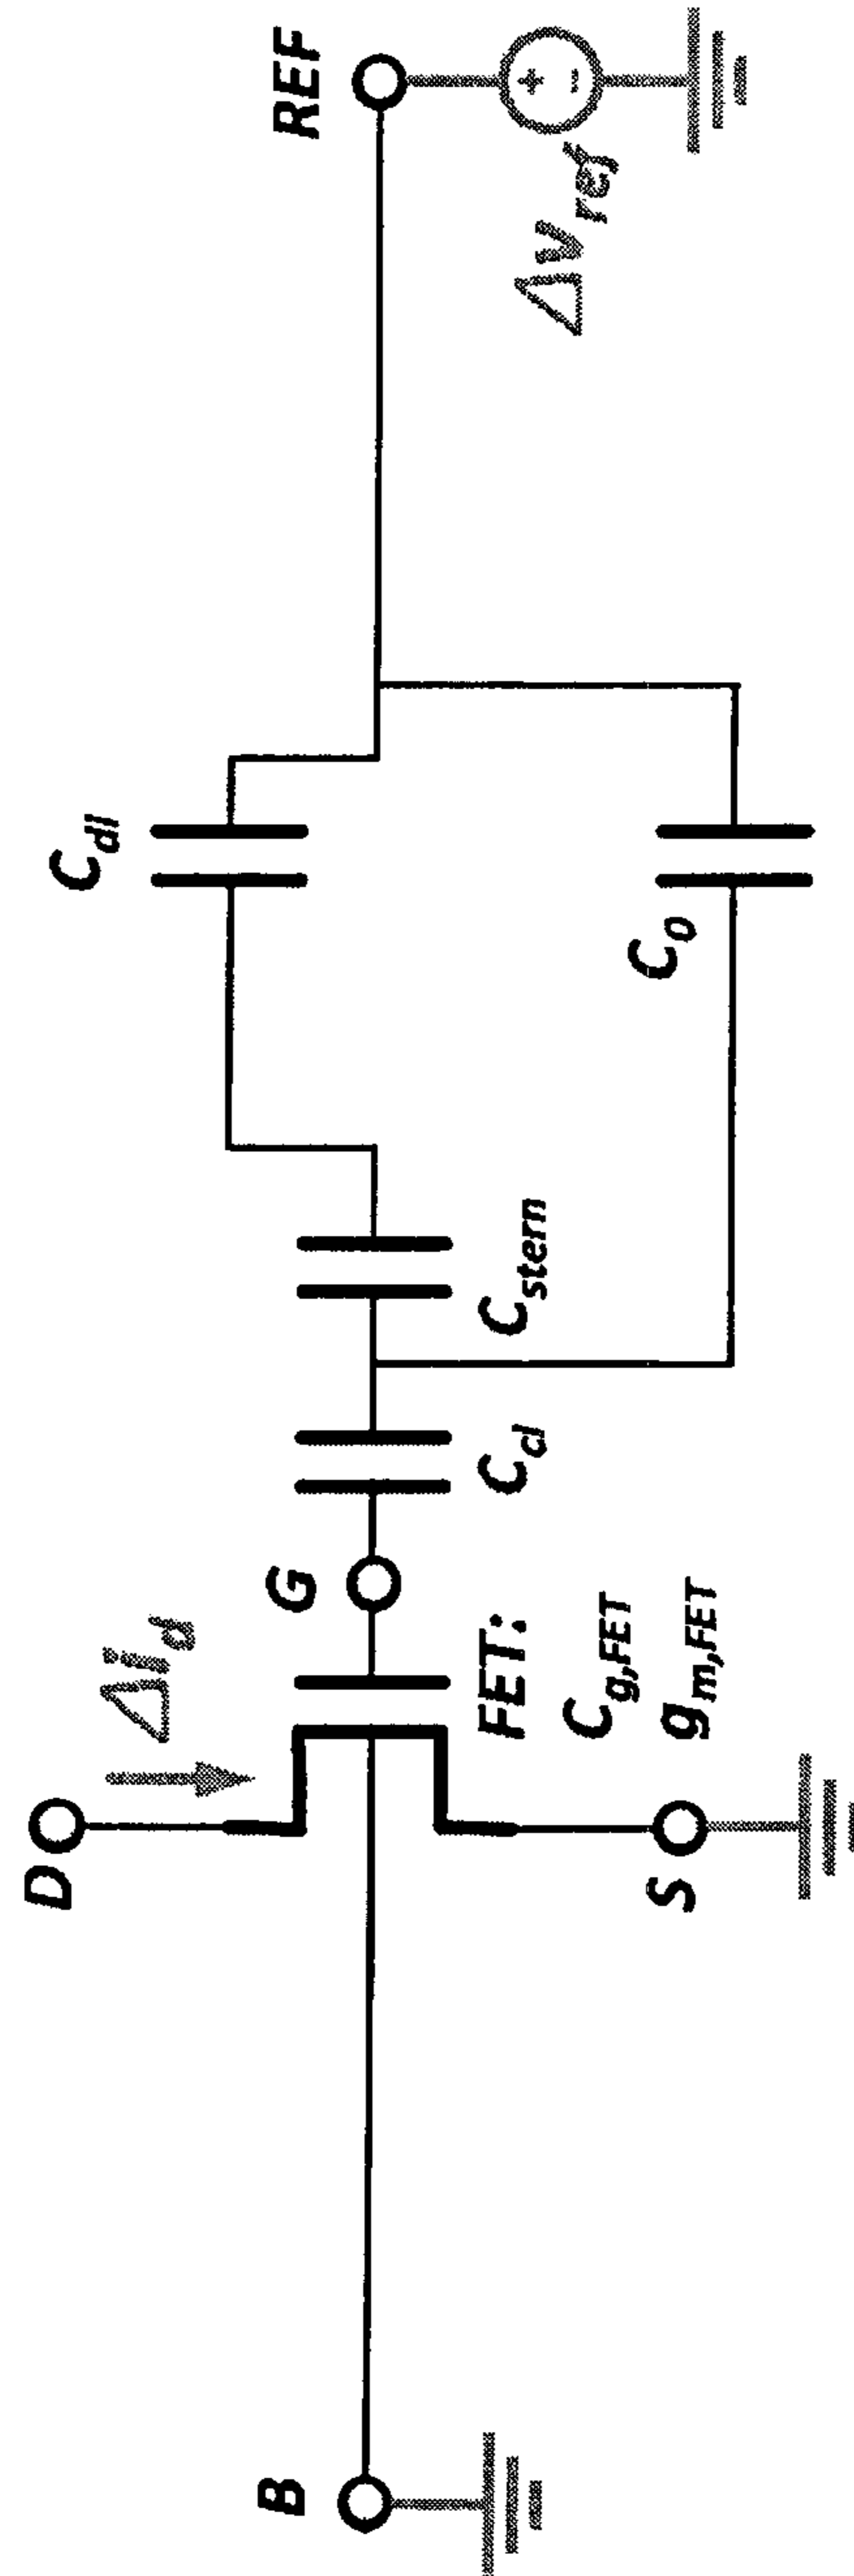 B
D
Δi_d
S
G
FET:
C_g,FET
g_m,FET
C_cl
C_stern
C_dl
C_0
REF
Δv_ref
+
-